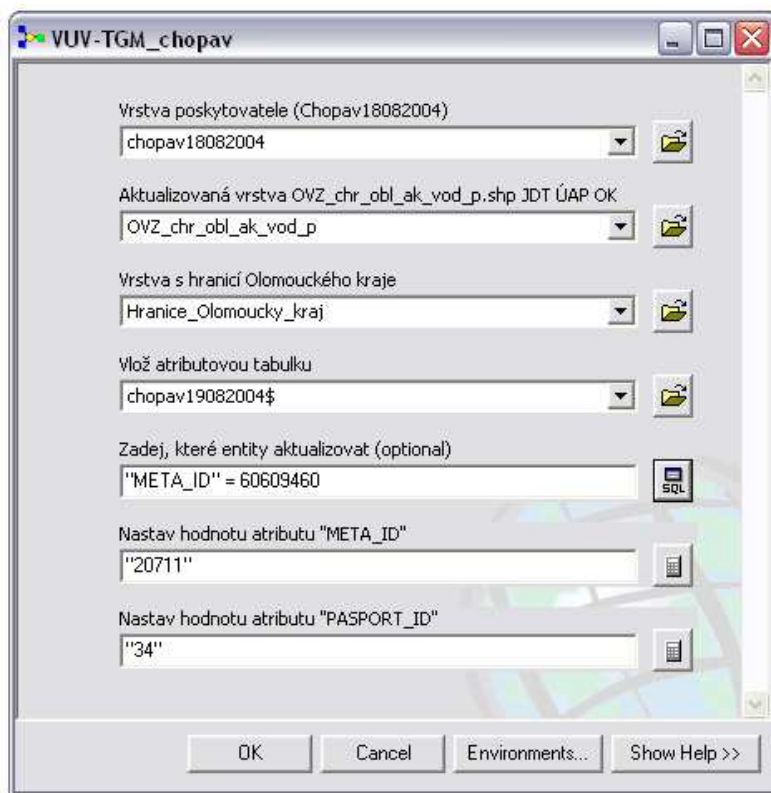 VUV-TGM_chopav
Vrstva poskytovatele (Chopav18082004)
chopav18082004
Aktualizovaná vrstva OVZ_chr_obl_ak_vod_p.shp JDT ÚAP OK
OVZ_chr_obl_ak_vod_p
Vrstva s hranicí Olomouckého kraje
Hranice_Olomoucky_kraj
Vlož atributovou tabulku
chopav19082004$
Zadej, které entity aktualizovat (optional)
"META_ID" = 60609460
SQL
Nastav hodnotu atributu "META_ID"
"20711"
Nastav hodnotu atributu "PASPORT_ID"
"34"
OK Cancel Environments... Show Help >>